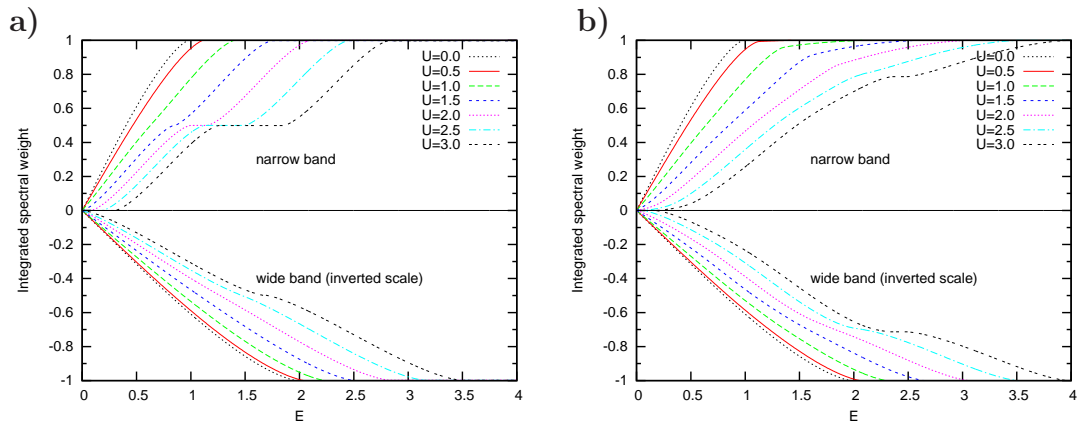 a)
Integrated spectral weight
1
0.8
0.6
0.4
0.2
0
-0.2
-0.4
-0.6
-0.8
-1
U=0.0
U=0.5
U=1.0
U=1.5
U=2.0
U=2.5
U=3.0
narrow band
wide band (inverted scale)
0 0.5 1 1.5 2 2.5 3 3.5 4
E
b)
Integrated spectral weight
1
0.8
0.6
0.4
0.2
0
-0.2
-0.4
-0.6
-0.8
-1
U=0.0
U=0.5
U=1.0
U=1.5
U=2.0
U=2.5
U=3.0
narrow band
wide band (inverted scale)
0 0.5 1 1.5 2 2.5 3 3.5 4
E